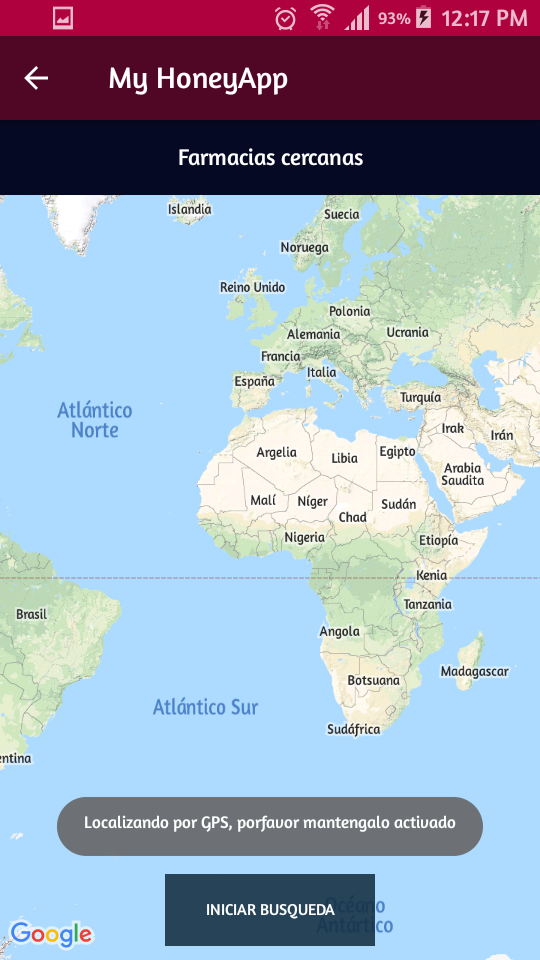 93% 12:17 PM
My HoneyApp
Farmacias cercanas
Islandia
Suecia
Noruega
Reino Unido
Polonia
Alemania
Ucrania
Francia
Italia
España
Turquía
Atlántico
Norte
Irak
Irán
Argelia
Libia
Egipto
Arabia
Saudita
Malí
Níger
Sudán
Chad
Nigeria
Etiopía
Kenia
Brasil
Tanzania
Angola
Madagascar
Botsuana
Atlántico Sur
Sudáfrica
entina
Localizando por GPS, porfavor mantengalo activado
INICIAR BUSQUEDA
Océano
Antártico
Google